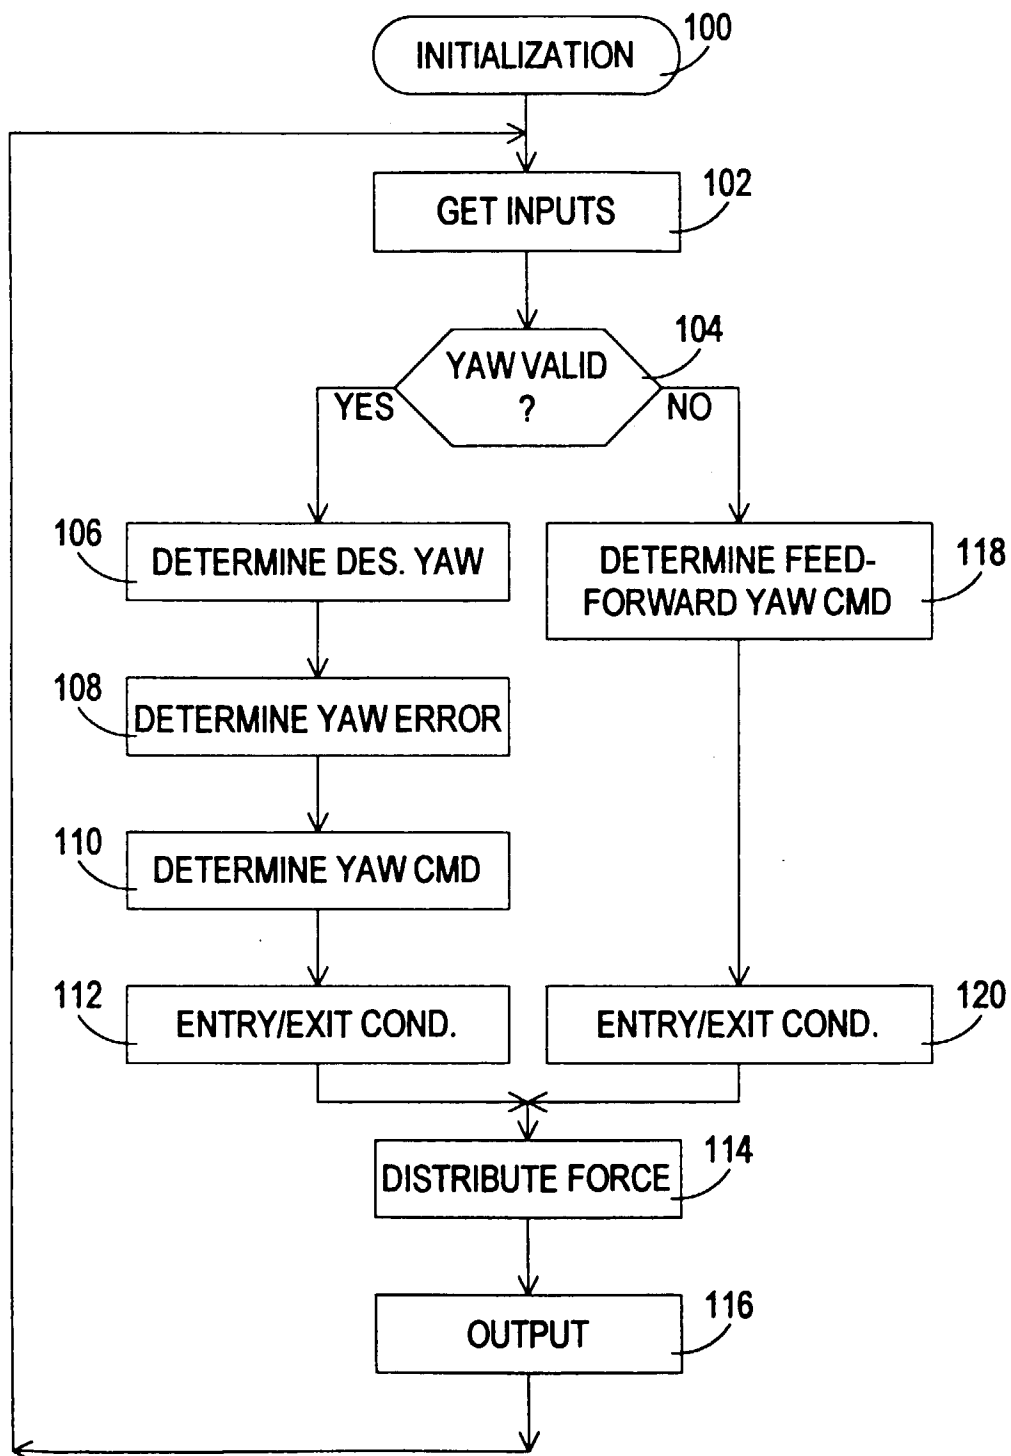 INITIALIZATION
100
GET INPUTS
102
YAW VALID
?
104
YES
NO
106
DETERMINE DES. YAW
DETERMINE FEED-
FORWARD YAW CMD
118
108
DETERMINE YAW ERROR
110
DETERMINE YAW CMD
112
ENTRY/EXIT COND.
ENTRY/EXIT COND.
120
DISTRIBUTE FORCE
114
OUTPUT
116